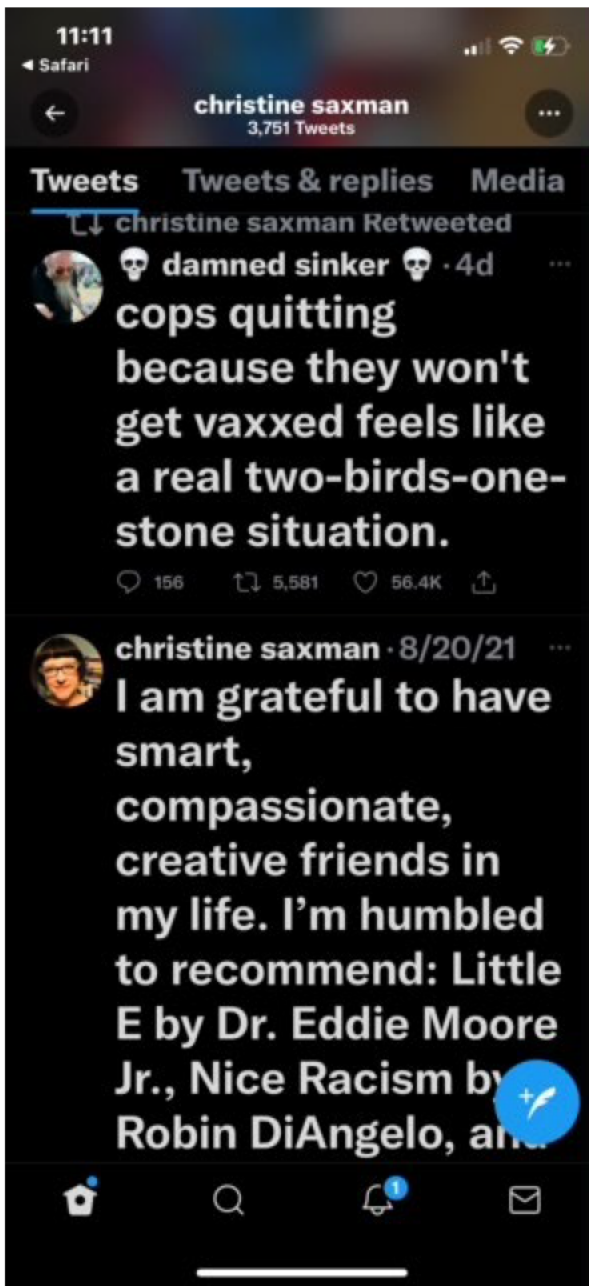 11:11
◀ Safari
christine saxman
3,751 Tweets
Tweets Tweets & replies Media
christine saxman Retweeted
💀 damned sinker 💀 · 4d
cops quitting
because they won't
get vaxxed feels like
a real two-birds-one-
stone situation.
156 5,581 56.4K
christine saxman · 8/20/21
I am grateful to have
smart,
compassionate,
creative friends in
my life. I’m humbled
to recommend: Little
E by Dr. Eddie Moore
Jr., Nice Racism by
Robin DiAngelo, and
1